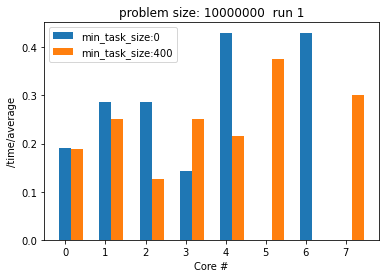 problem size: 10000000  run 1
min_task_size:0
min_task_size:400
/time/average
0.4
0.3
0.2
0.1
0.0
0 1 2 3 4 5 6 7
Core #